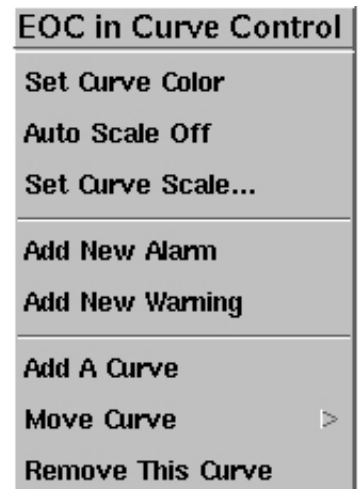 EOC in Curve Control
Set Curve Color
Auto Scale Off
Set Curve Scale...
Add New Alarm
Add New Warning
Add A Curve
Move Curve
Remove This Curve